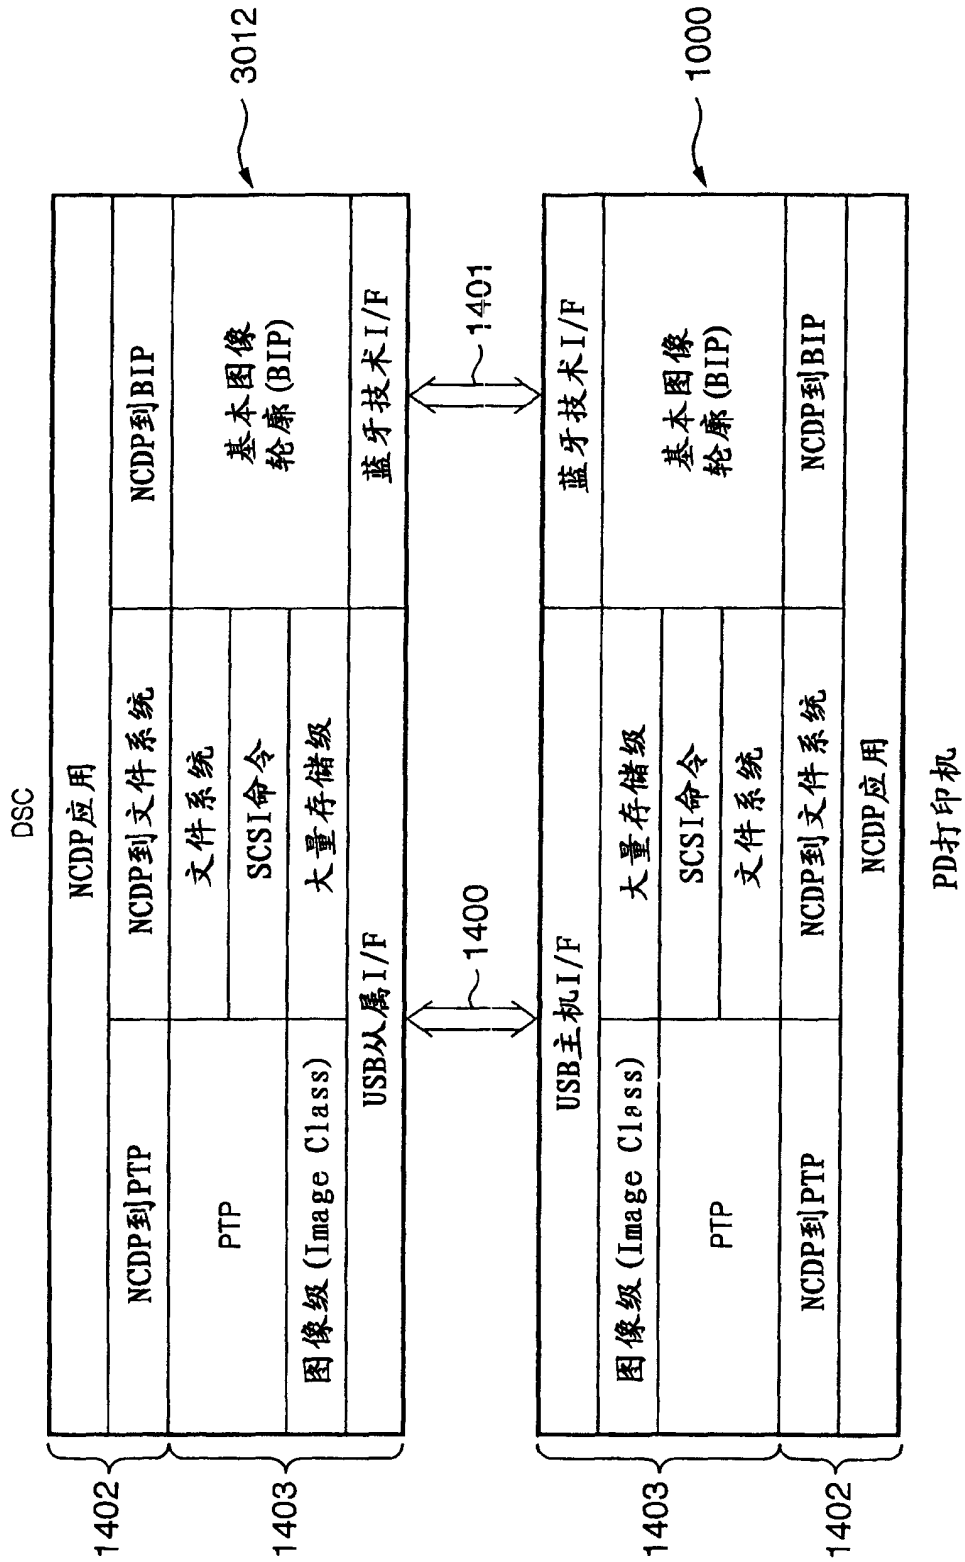 DSC
3012
1402
NCDP应用
NCDP到PTP
NCDP到文件系统
NCDP到BIP
1403
PTP
文件系统
SCSI命令
基本图像
轮廓(BIP)
图像级(Image Class)
大量存储级
USB从属I/F
蓝牙技术I/F
1400
1401
1000
1403
USB主机I/F
蓝牙技术I/F
图像级(Image Class)
大量存储级
PTP
SCSI命令
文件系统
基本图像
轮廓(BIP)
1402
NCDP到PTP
NCDP到文件系统
NCDP到BIP
NCDP应用
PD打印机